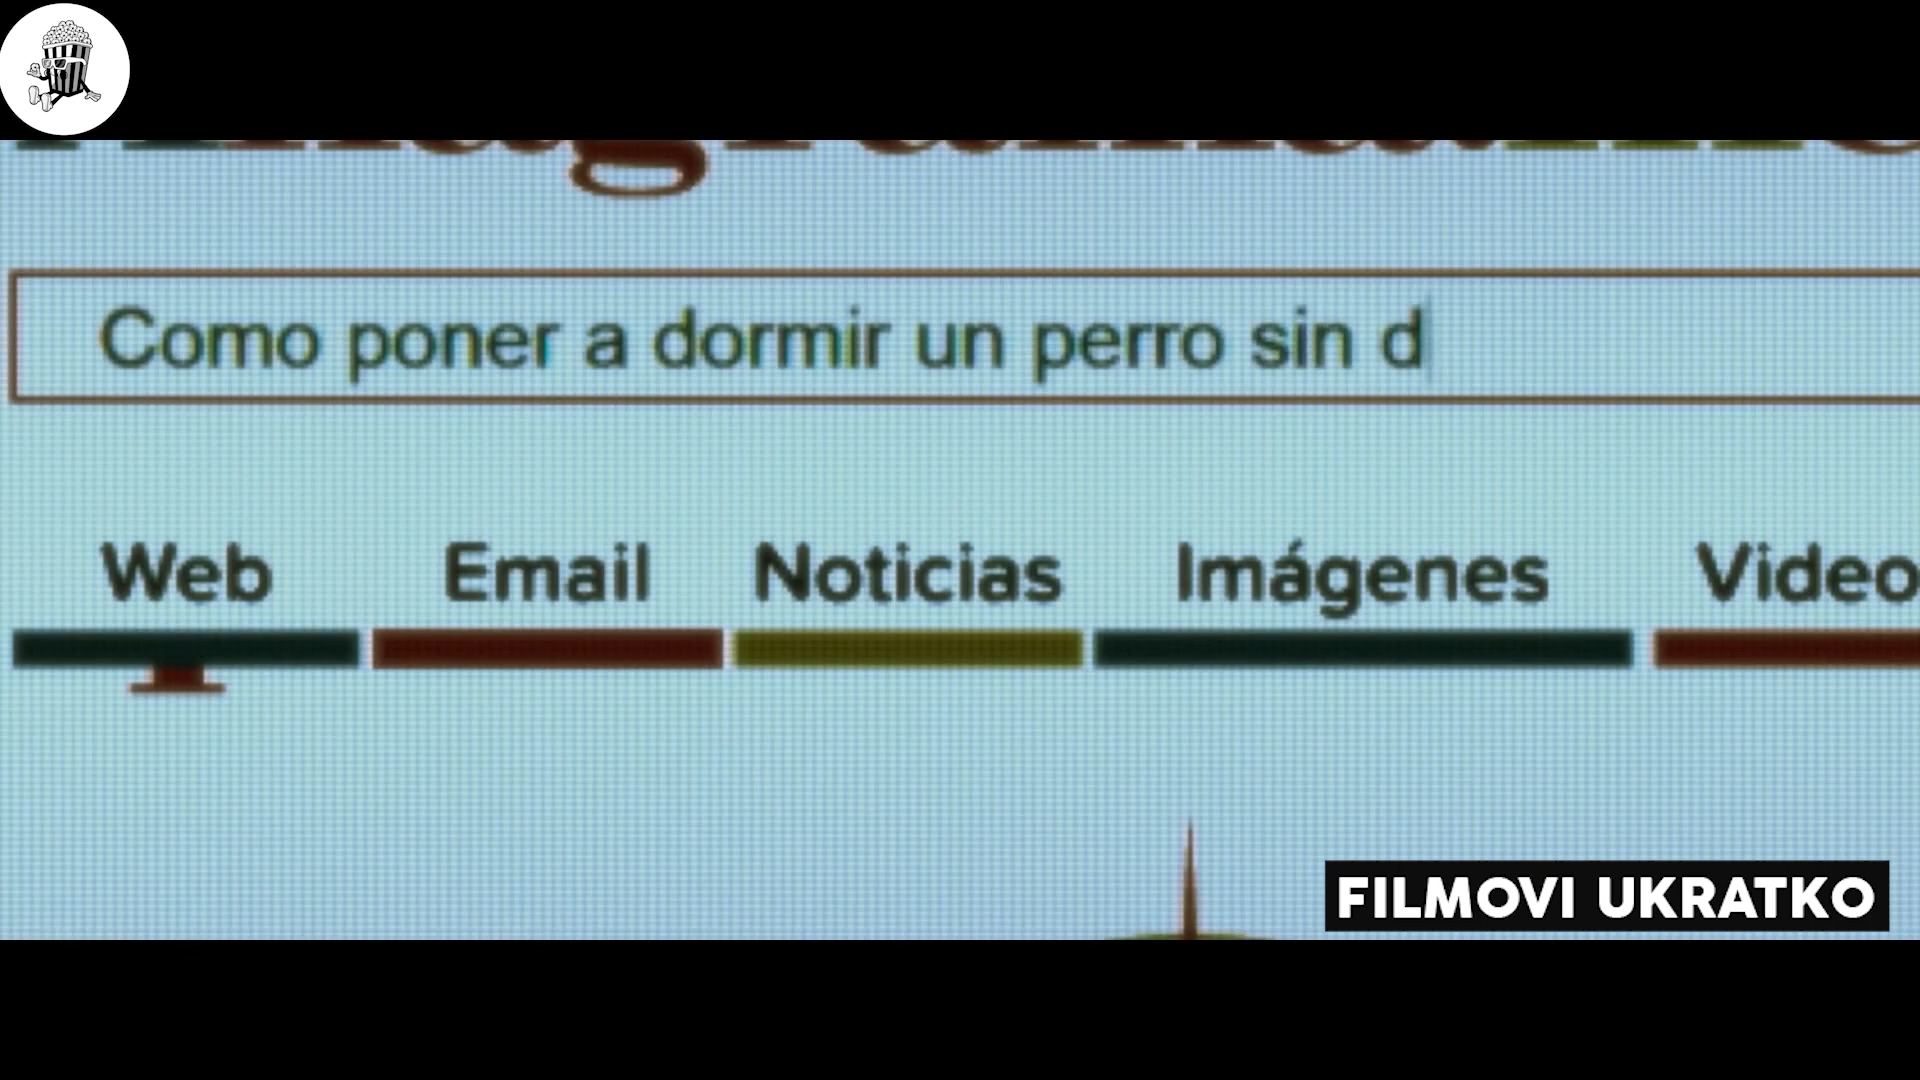 Como poner a dormir un perro sin d
Web Email Noticias Imágenes Video
FILMOVI UKRATKO